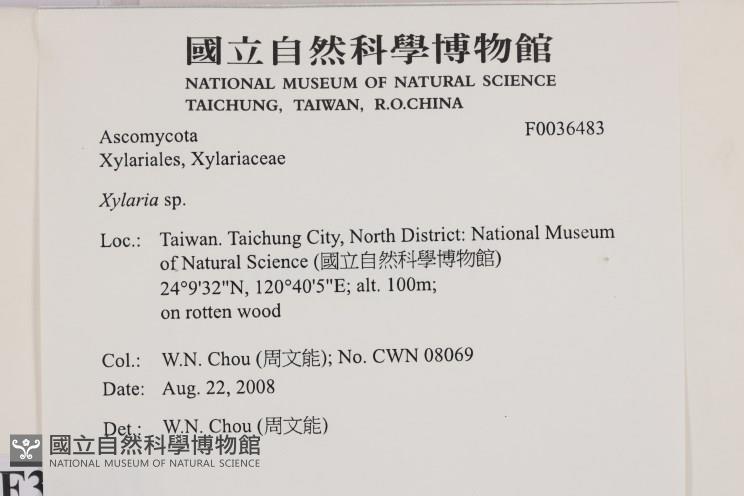 國立自然科學博物館
NATIONAL MUSEUM OF NATURAL SCIENCE
TAICHUNG, TAIWAN, R.O.CHINA
Ascomycota F0036483
Xylariales, Xylariaceae
Xylaria sp.
Loc.: Taiwan. Taichung City, North District: National Museum
of Natural Science (國立自然科學博物館)
24°9'32"N, 120°40'5"E; alt. 100m;
on rotten wood
Col.: W.N. Chou (周文能); No. CWN 08069
Date: Aug. 22, 2008
Det.: W.N. Chou (周文能)
國立自然科學博物館
NATIONAL MUSEUM OF NATURAL SCIENCE